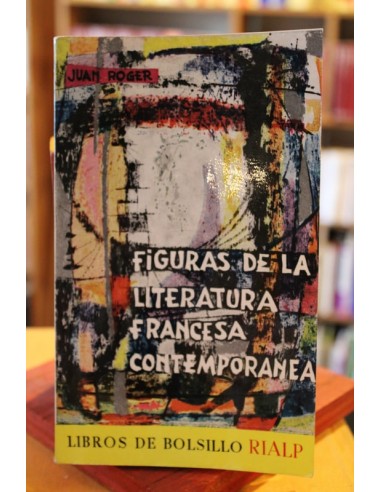 JUAN ROGER
FiGURAS DE LA
LITERATURA
FRANCESA
CONTEMPORANEA
LIBROS DE BOLSILLO RIALP